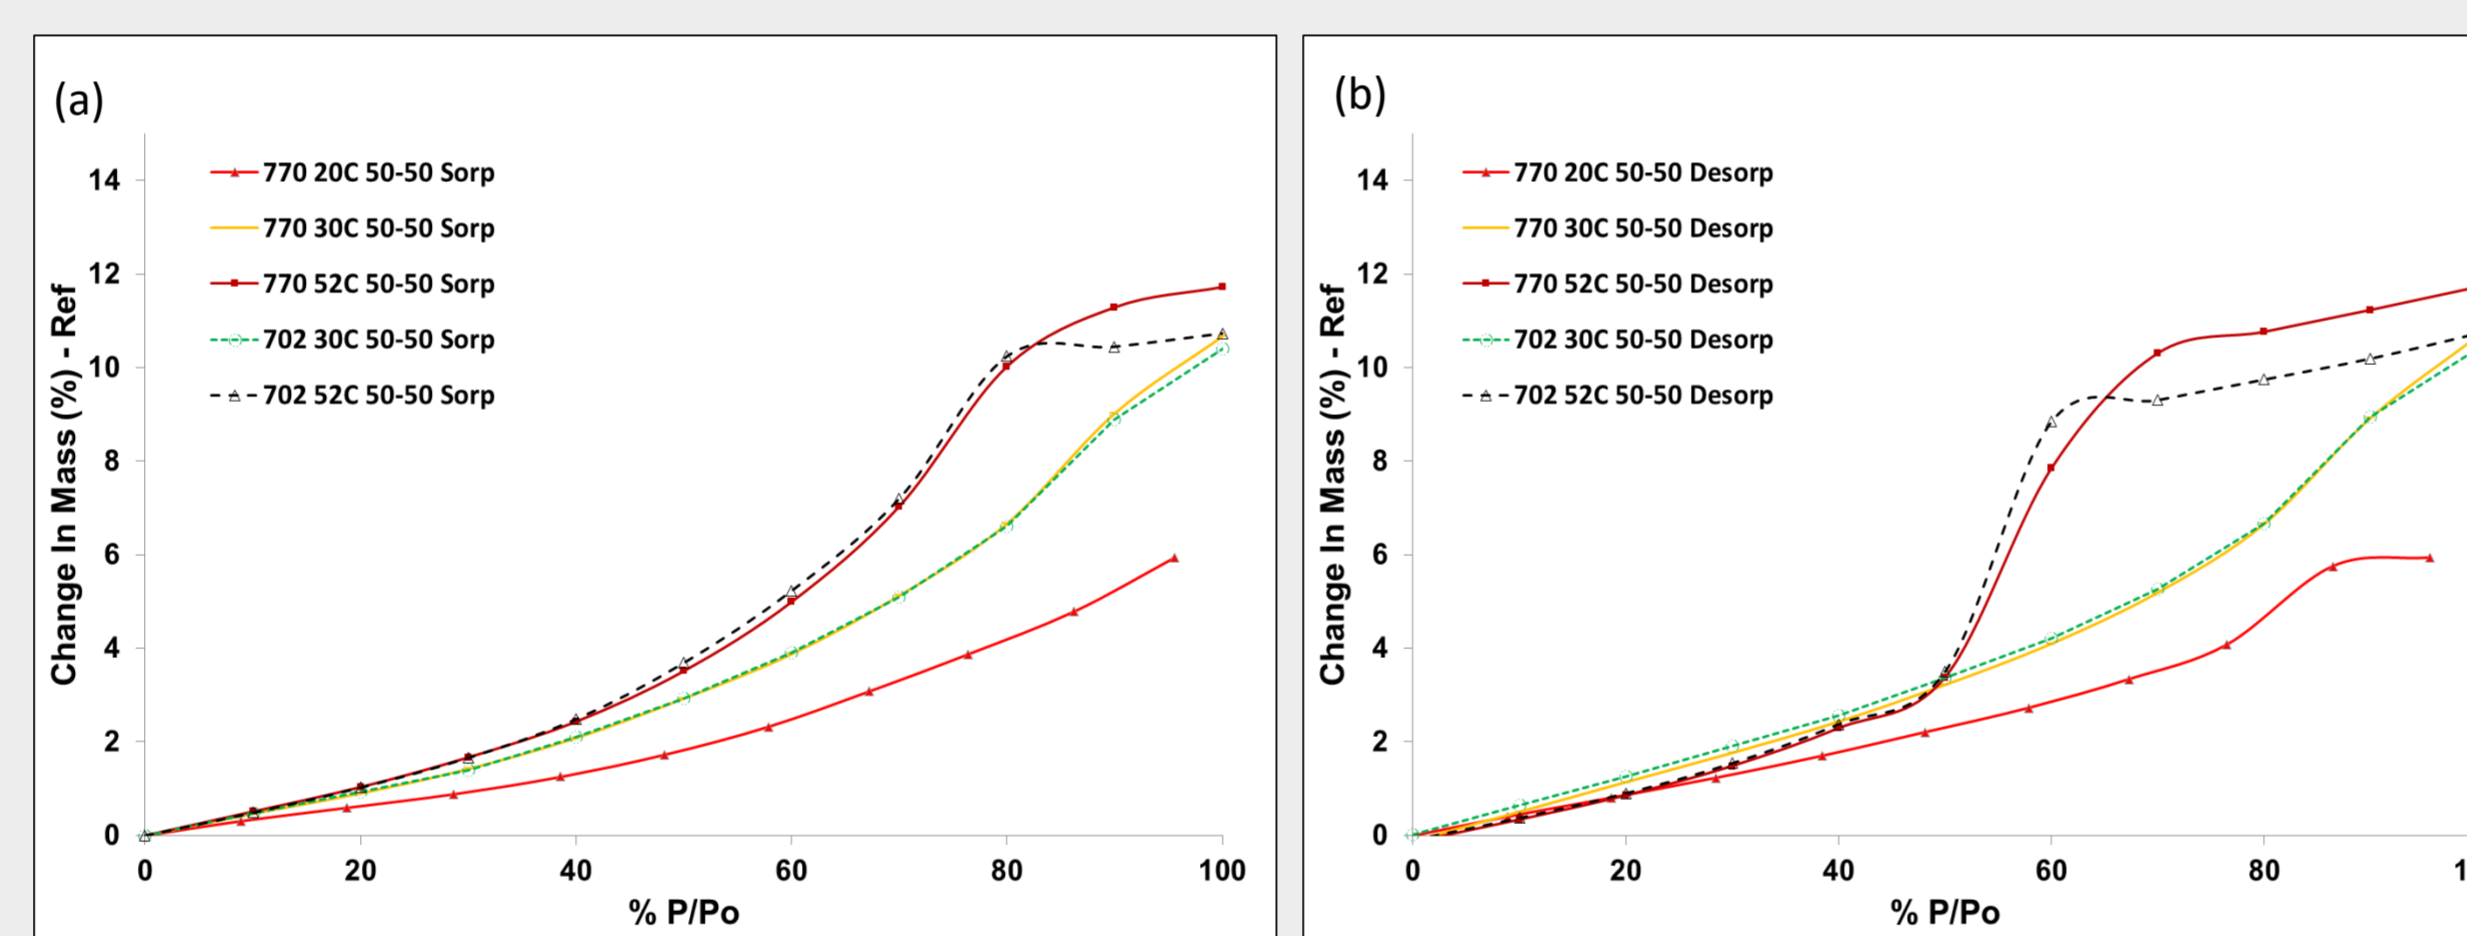 (a)
Change In Mass (%) - Ref
14
12
10
8
6
4
2
0
770 20C 50-50 Sorp
770 30C 50-50 Sorp
770 52C 50-50 Sorp
702 30C 50-50 Sorp
702 52C 50-50 Sorp
0 20 40 60 80 100
% P/Po
(b)
Change In Mass (%) - Ref
14
12
10
8
6
4
2
0
770 20C 50-50 Desorp
770 30C 50-50 Desorp
770 52C 50-50 Desorp
702 30C 50-50 Desorp
702 52C 50-50 Desorp
0 20 40 60 80
% P/Po